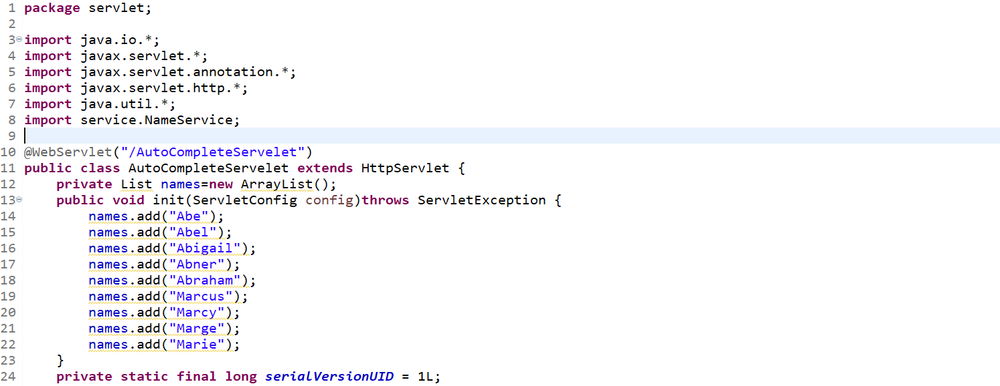 1 package servlet;
2
3 import java.io.*;
4 import javax.servlet.*;
5 import javax.servlet.annotation.*;
6 import javax.servlet.http.*;
7 import java.util.*;
8 import service.NameService;
9
10 @WebServlet("/AutoCompleteServelet")
11 public class AutoCompleteServelet extends HttpServlet {
12     private List names=new ArrayList();
13     public void init(ServletConfig config)throws ServletException {
14         names.add("Abe");
15         names.add("Abel");
16         names.add("Abigail");
17         names.add("Abner");
18         names.add("Abraham");
19         names.add("Marcus");
20         names.add("Marcy");
21         names.add("Marge");
22         names.add("Marie");
23     }
24     private static final long serialVersionUID = 1L;